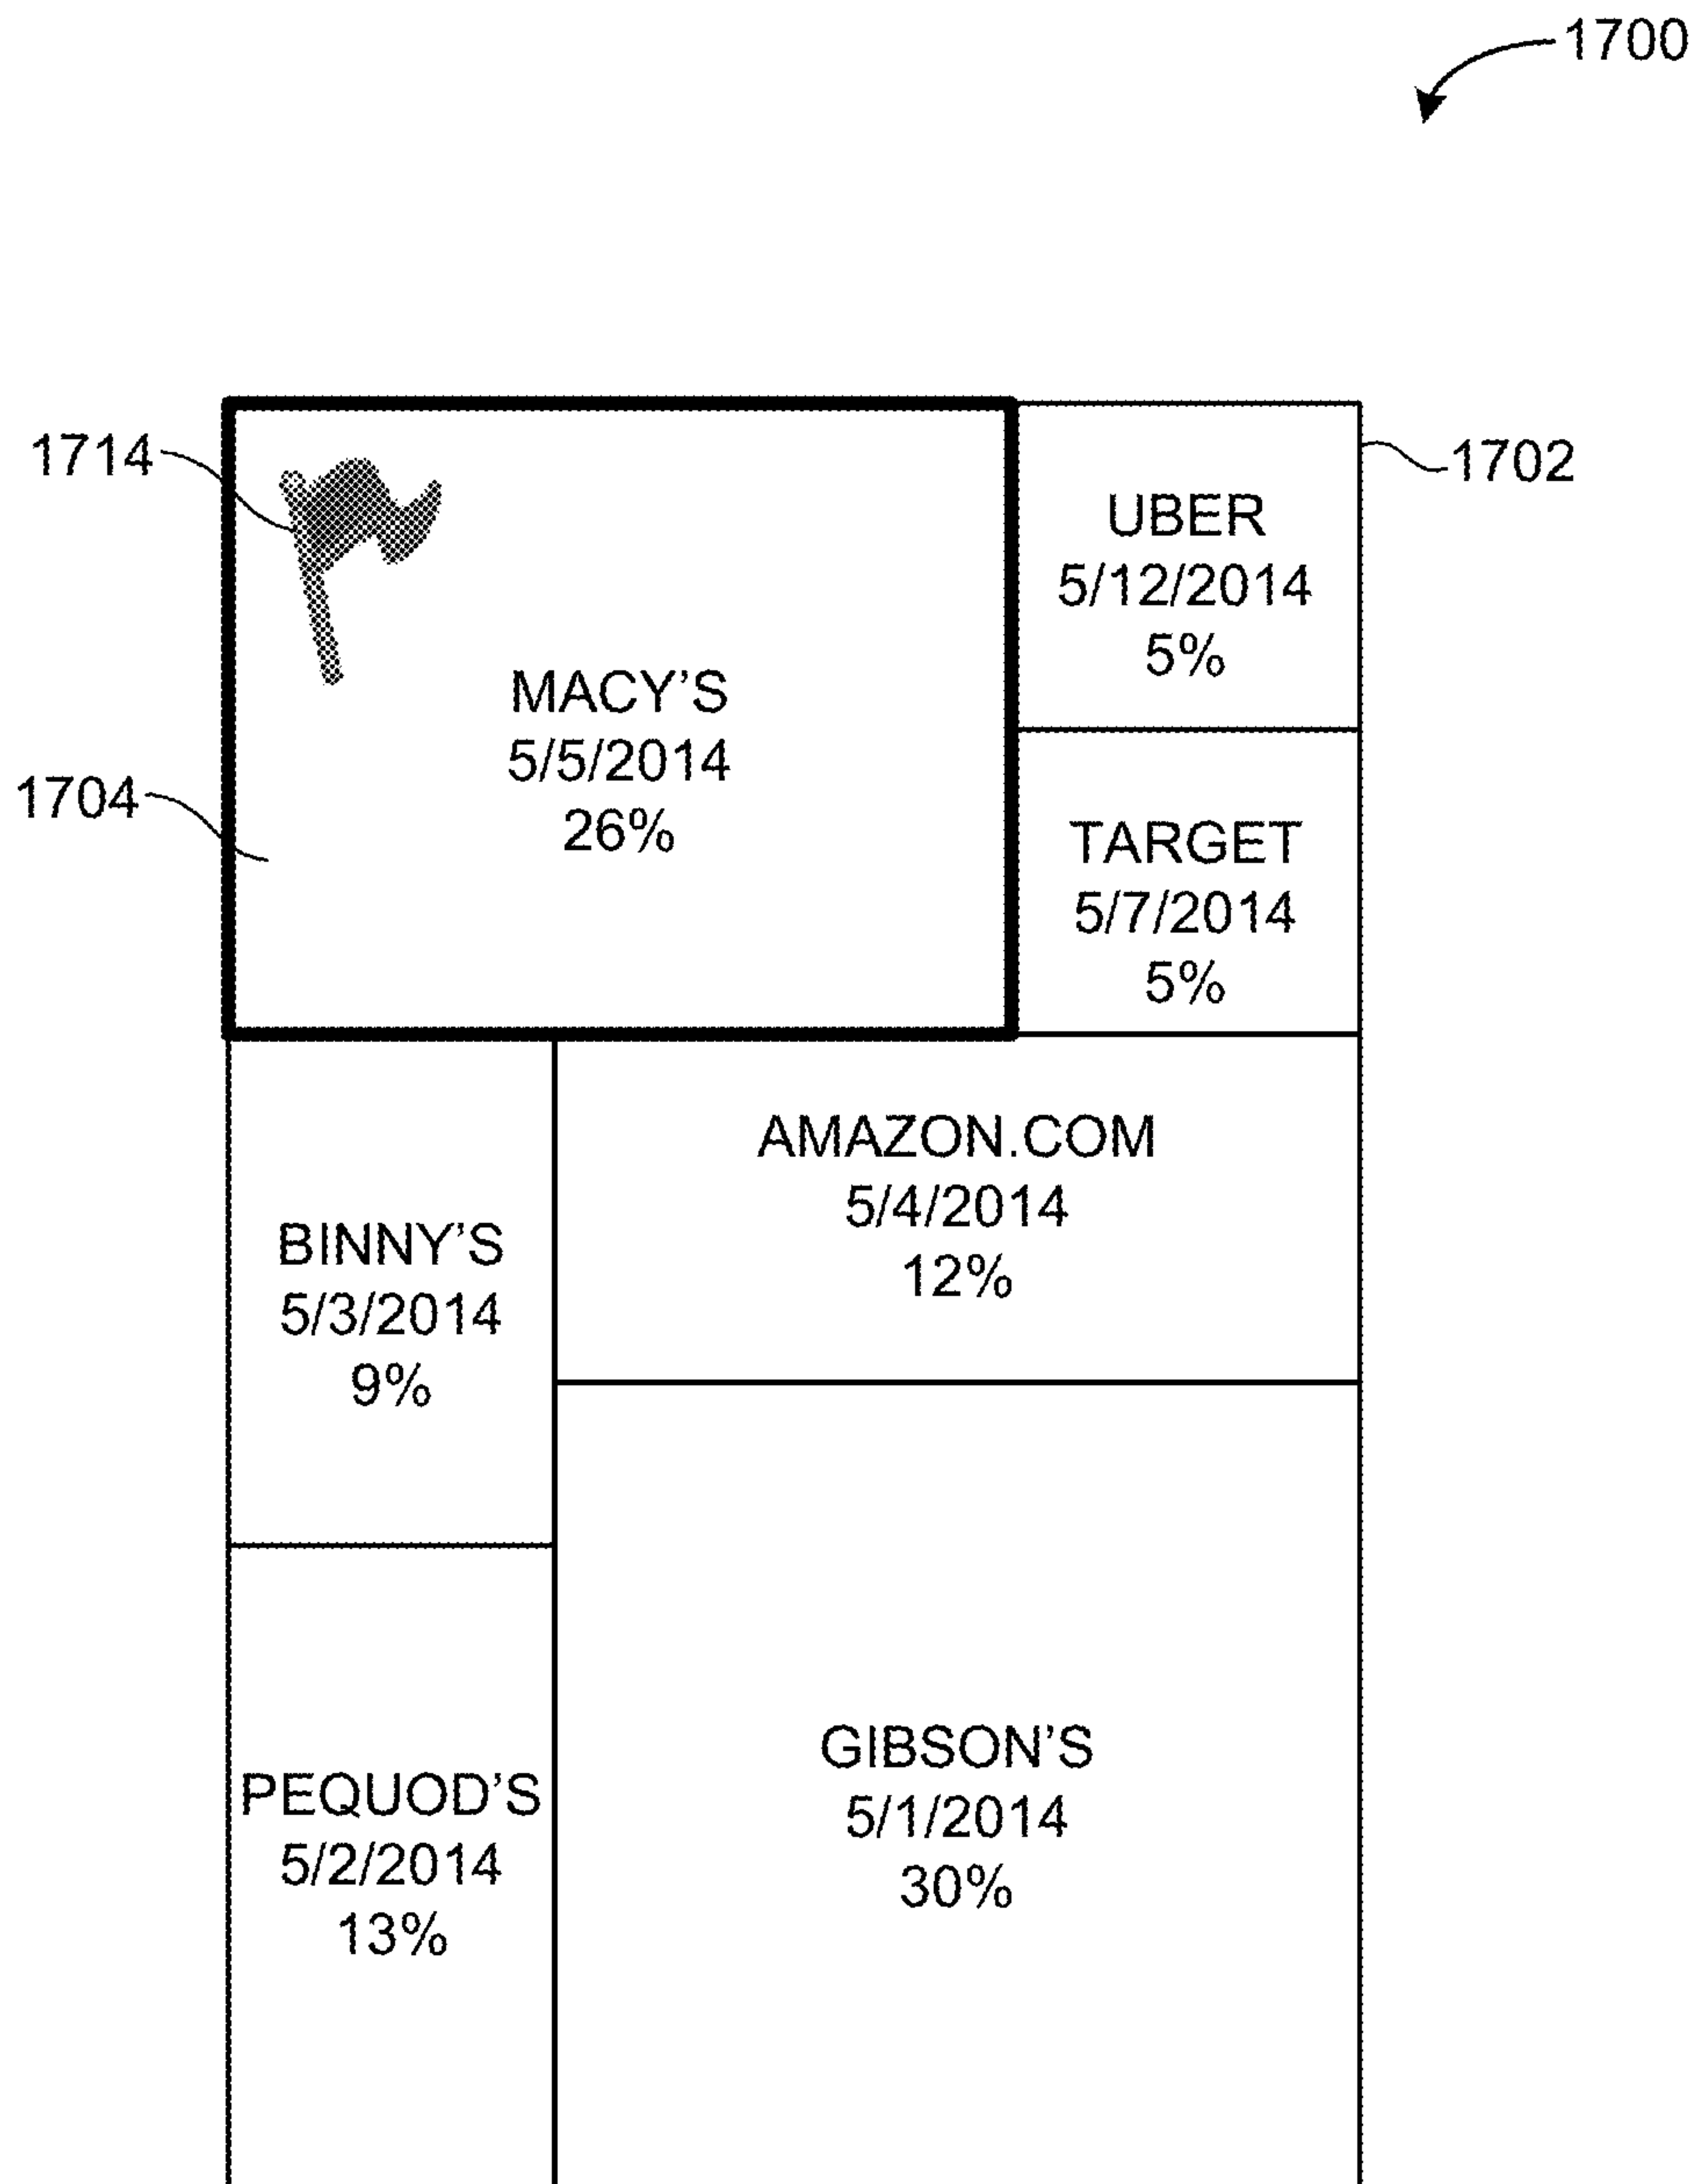 1700
1714
1702
UBER
5/12/2014
5%
MACY'S
5/5/2014
26%
1704
TARGET
5/7/2014
5%
AMAZON.COM
5/4/2014
12%
BINNY'S
5/3/2014
9%
GIBSON'S
5/1/2014
30%
PEQUOD'S
5/2/2014
13%